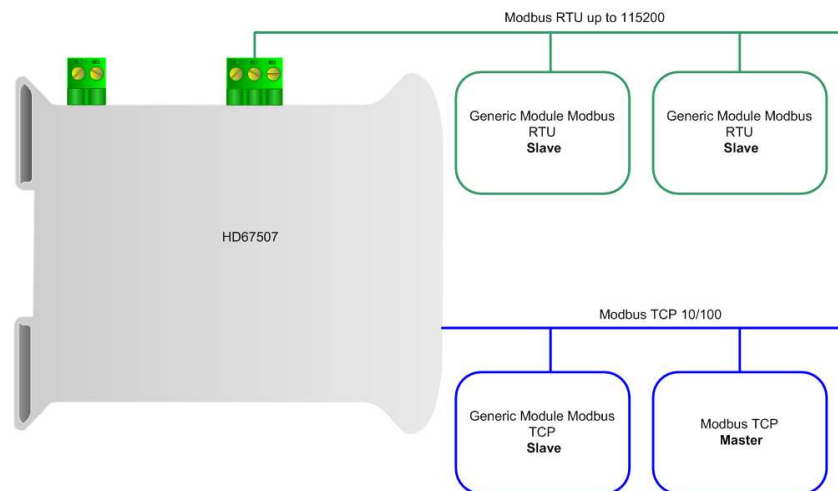 Modbus RTU up to 115200
Generic Module Modbus
RTU
Slave
Generic Module Modbus
RTU
Slave
HD67507
Modbus TCP 10/100
Generic Module Modbus
TCP
Slave
Modbus TCP
Master